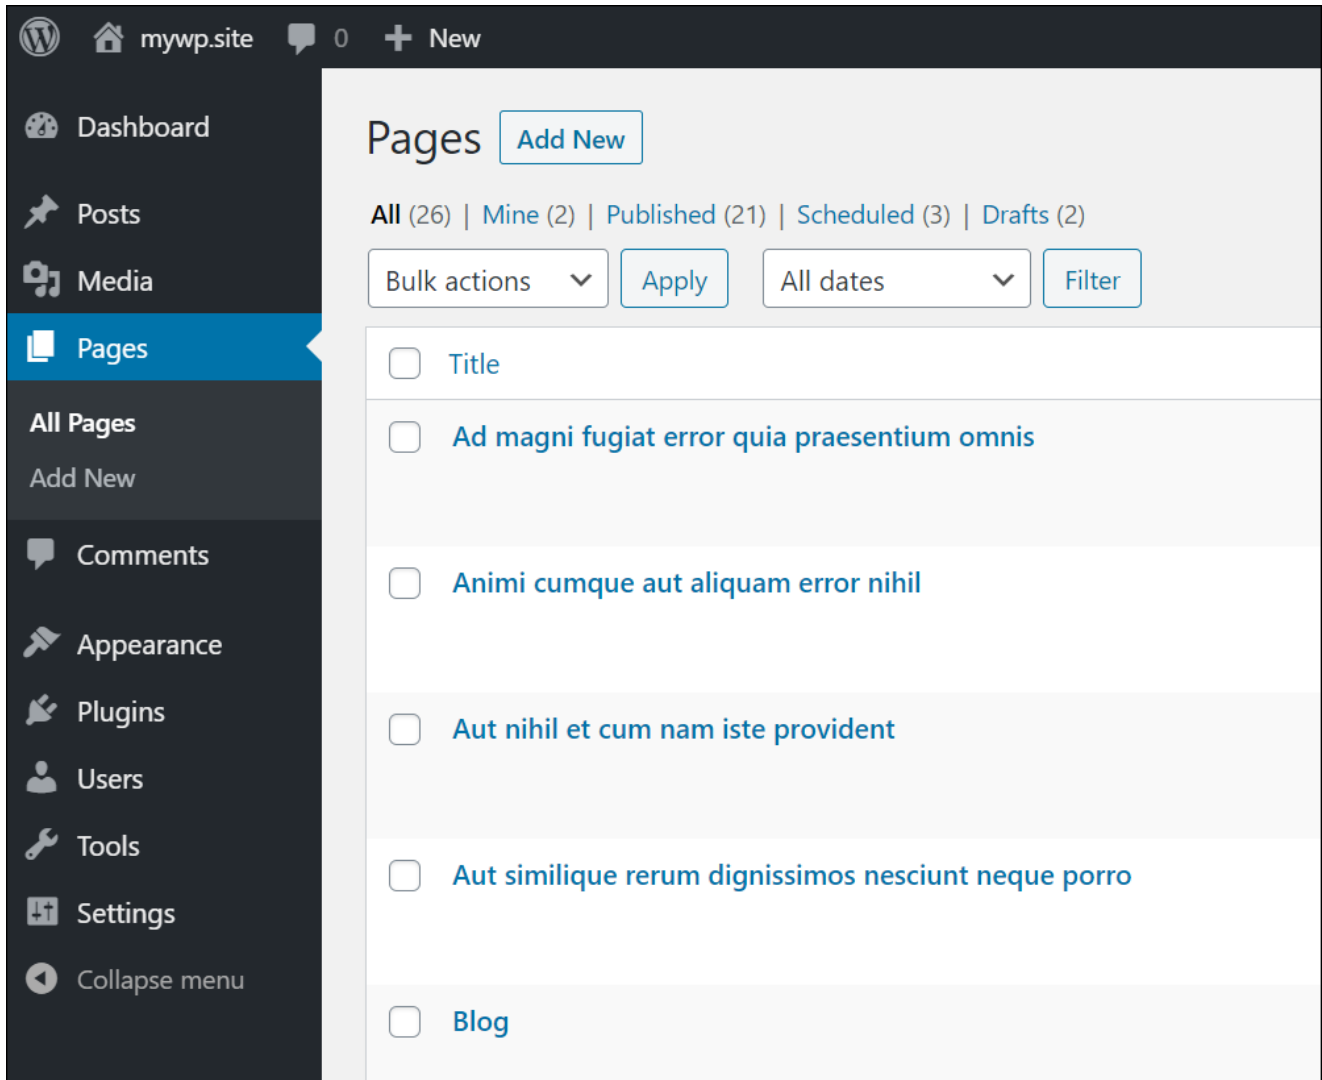 mywp.site 0 New
Dashboard
Posts
Media
Pages
All Pages
Add New
Comments
Appearance
Plugins
Users
Tools
Settings
Collapse menu
Pages Add New
All (26) | Mine (2) | Published (21) | Scheduled (3) | Drafts (2)
Bulk actions Apply All dates Filter
Title
Ad magni fugiat error quia praesentium omnis
Animi cumque aut aliquam error nihil
Aut nihil et cum nam iste provident
Aut similique rerum dignissimos nesciunt neque porro
Blog